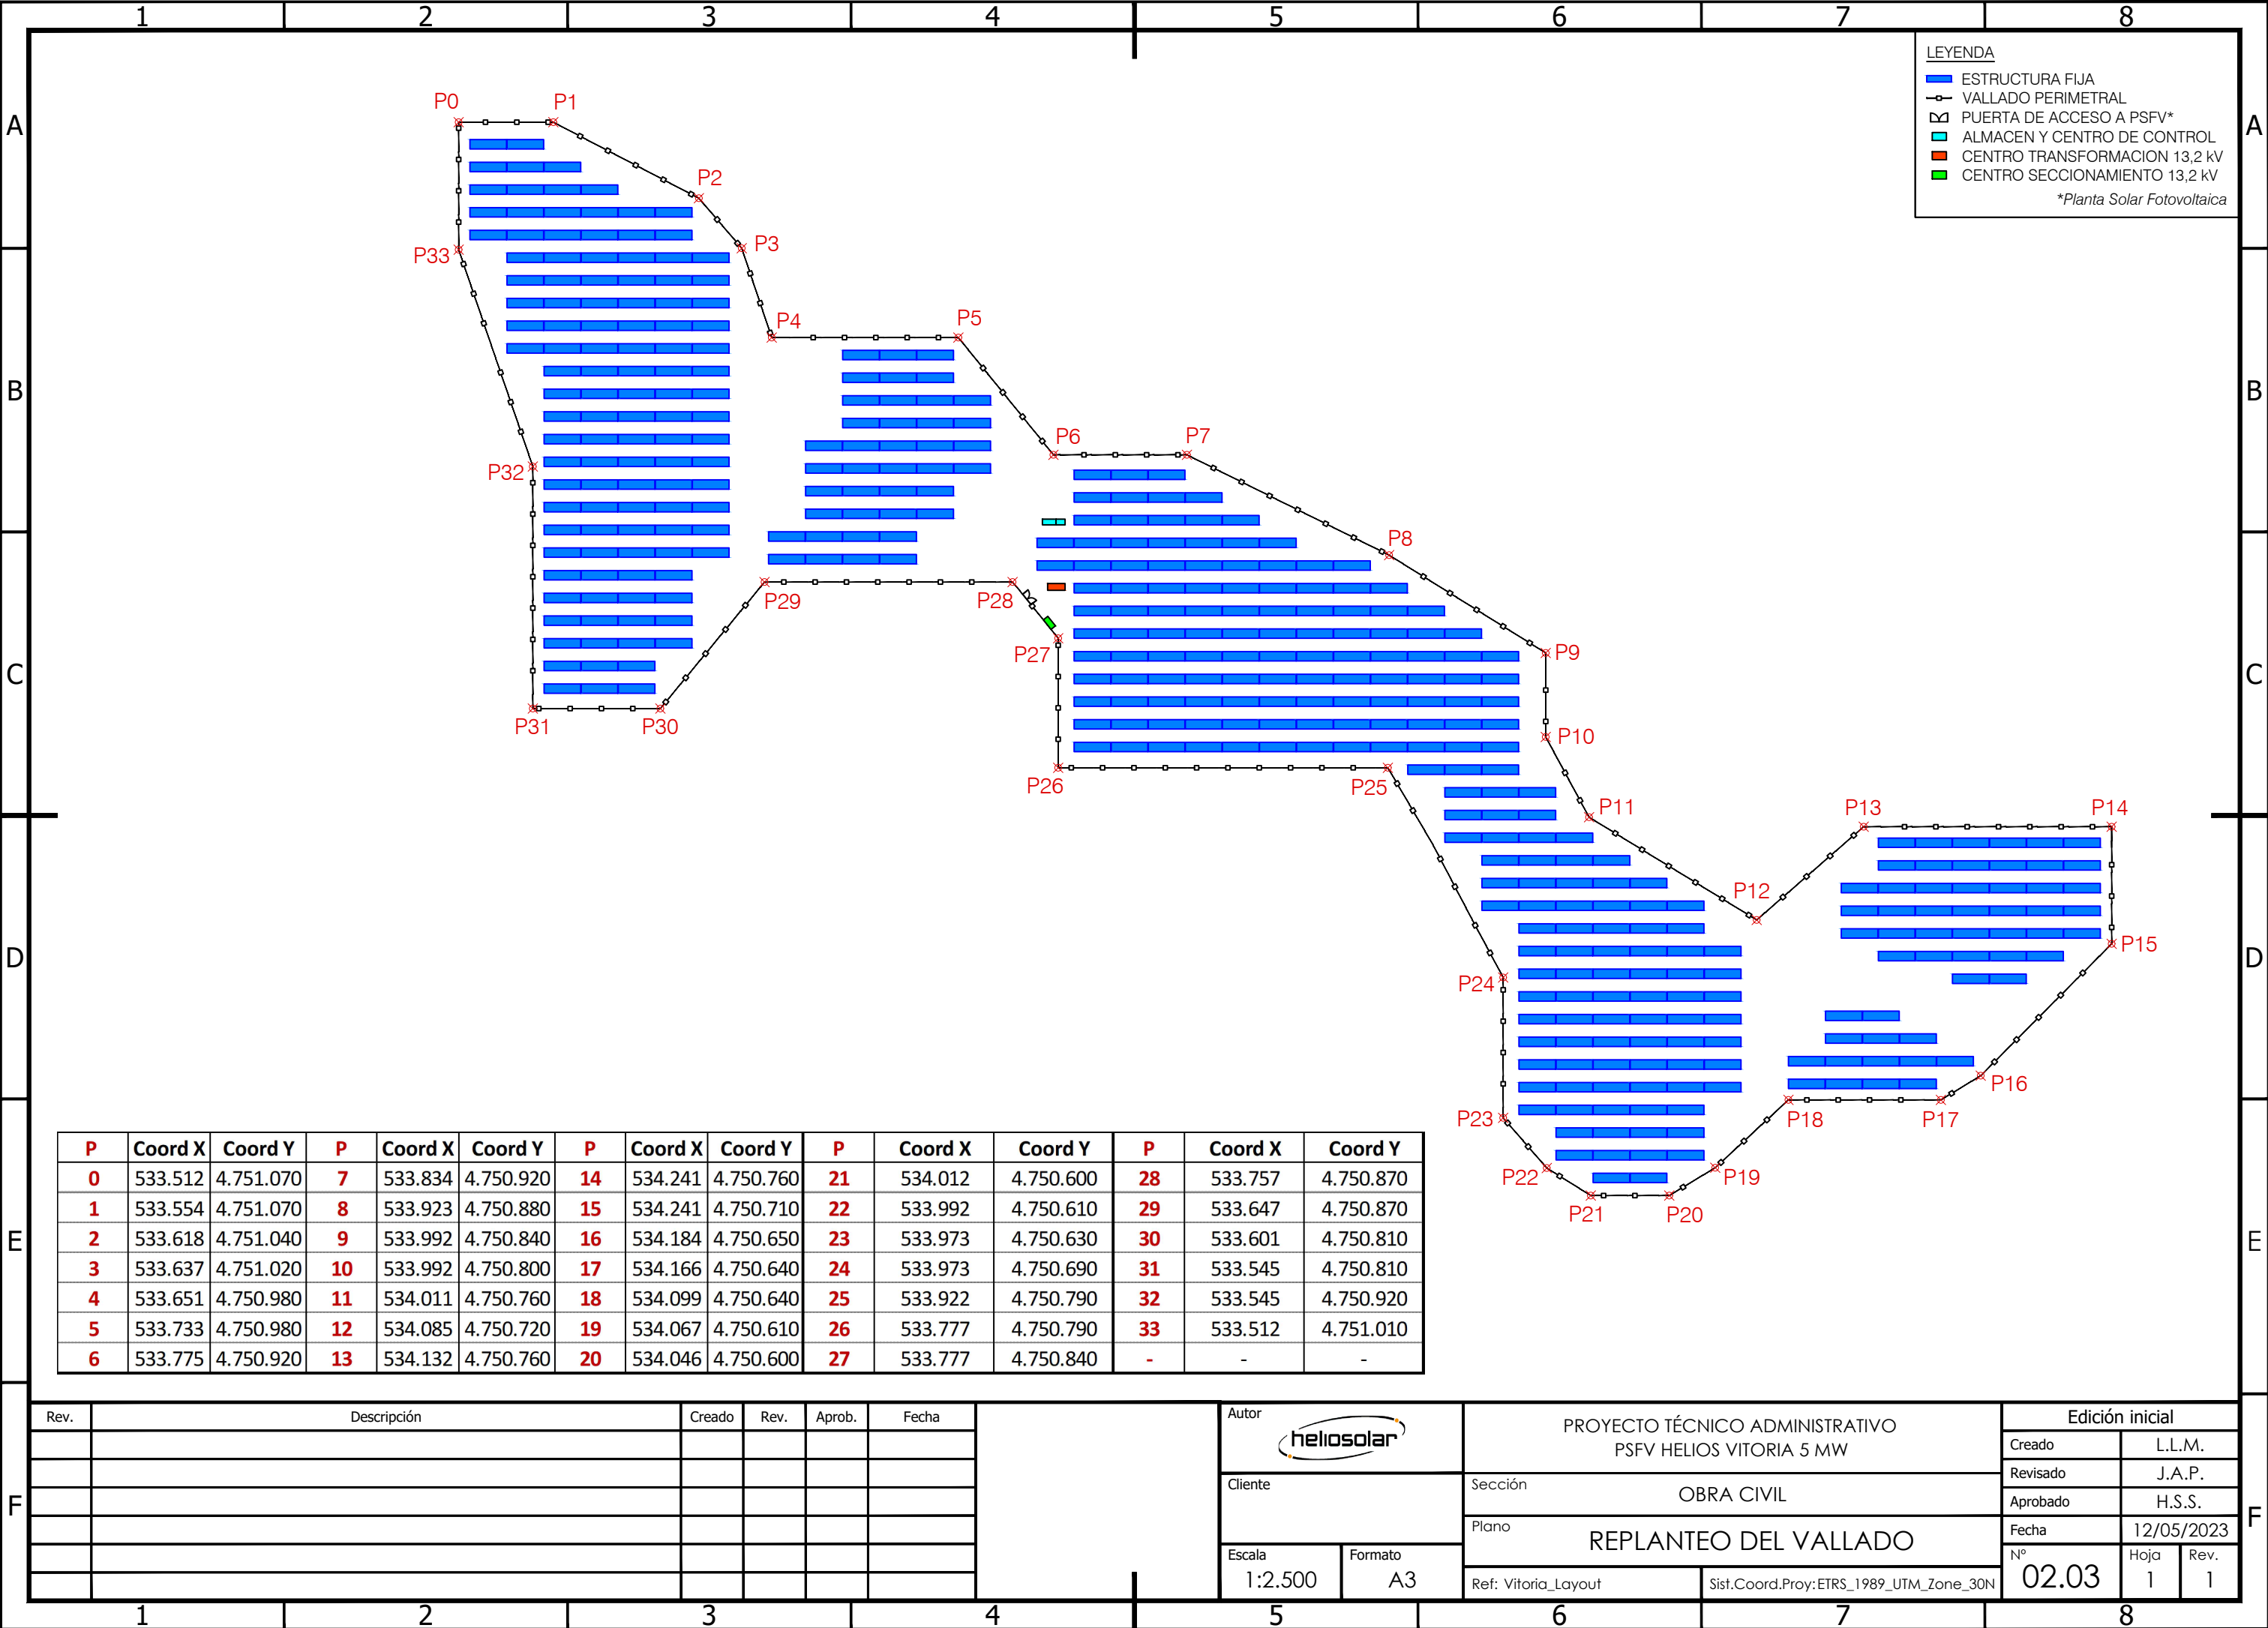 1 2 3 4 5 6 7 8
A A
B B
C C
D D
E E
F F
LEYENDA
ESTRUCTURA FIJA
VALLADO PERIMETRAL
PUERTA DE ACCESO A PSFV*
ALMACEN Y CENTRO DE CONTROL
CENTRO TRANSFORMACION 13,2 kV
CENTRO SECCIONAMIENTO 13,2 kV
*Planta Solar Fotovoltaica
P0 P1
P2
P3
P33
P4 P5
P6 P7
P32
P8
P29 P28
P27 P9
P31 P30
P10
P26 P25
P11 P13 P14
P12
P15
P24
P16
P23 P18 P17
P22 P19
P21 P20
P Coord X Coord Y P Coord X Coord Y P Coord X Coord Y P Coord X Coord Y P Coord X Coord Y
0 533.512 4.751.070 7 533.834 4.750.920 14 534.241 4.750.760 21 534.012 4.750.600 28 533.757 4.750.870
1 533.554 4.751.070 8 533.923 4.750.880 15 534.241 4.750.710 22 533.992 4.750.610 29 533.647 4.750.870
2 533.618 4.751.040 9 533.992 4.750.840 16 534.184 4.750.650 23 533.973 4.750.630 30 533.601 4.750.810
3 533.637 4.751.020 10 533.992 4.750.800 17 534.166 4.750.640 24 533.973 4.750.690 31 533.545 4.750.810
4 533.651 4.750.980 11 534.011 4.750.760 18 534.099 4.750.640 25 533.922 4.750.790 32 533.545 4.750.920
5 533.733 4.750.980 12 534.085 4.750.720 19 534.067 4.750.610 26 533.777 4.750.790 33 533.512 4.751.010
6 533.775 4.750.920 13 534.132 4.750.760 20 534.046 4.750.600 27 533.777 4.750.840 - - -
Rev. Descripción Creado Rev. Aprob. Fecha
Autor
heliosolar
Cliente
Escala
1:2.500
Formato
A3
PROYECTO TÉCNICO ADMINISTRATIVO
PSFV HELIOS VITORIA 5 MW
Sección
OBRA CIVIL
Plano
REPLANTEO DEL VALLADO
Ref: Vitoria_Layout
Sist.Coord.Proy: ETRS_1989_UTM_Zone_30N
Edición inicial
Creado L.L.M.
Revisado J.A.P.
Aprobado H.S.S.
Fecha 12/05/2023
Nº
02.03
Hoja
1
Rev.
1
1 2 3 4 5 6 7 8